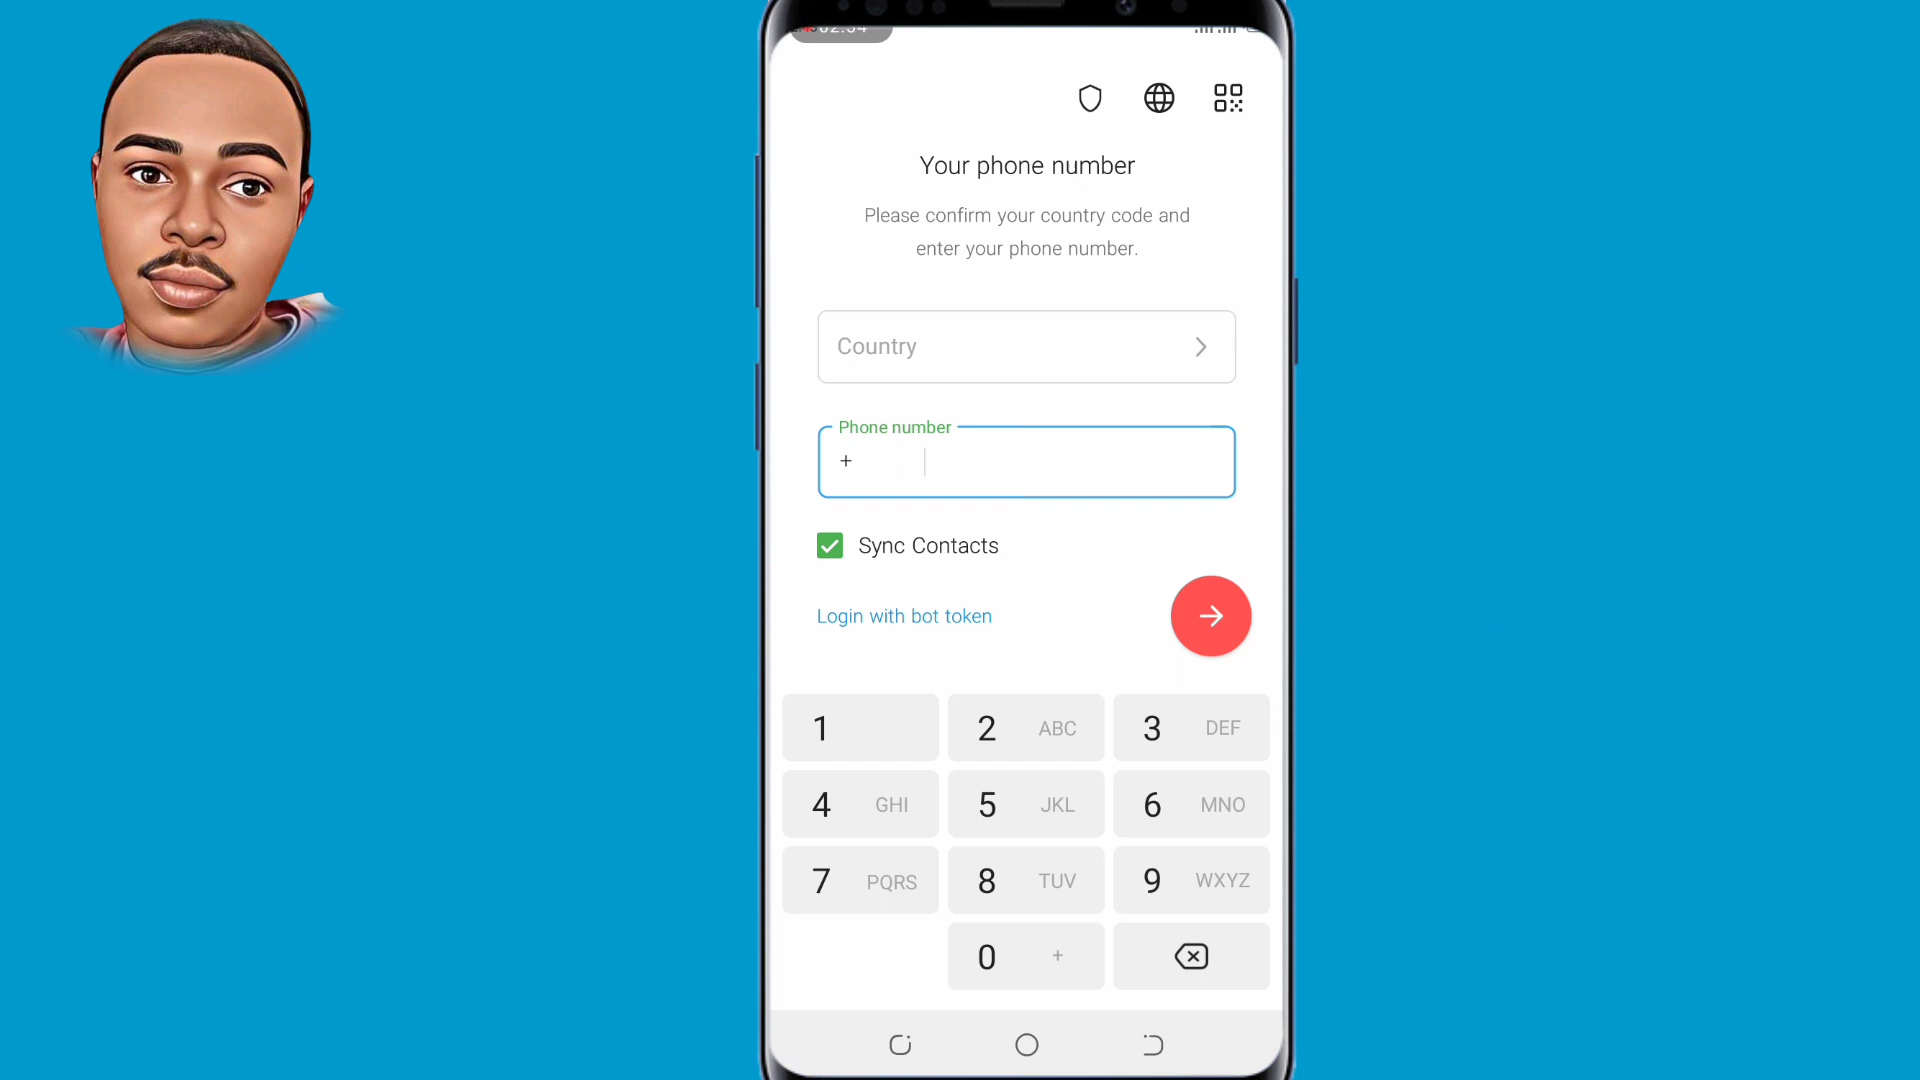 Your phone number
Please confirm your country code and
enter your phone number.
Country
Phone number
+
Sync Contacts
Login with bot token
1
2 ABC
3 DEF
4 GHI
5 JKL
6 MNO
7 PQRS
8 TUV
9 WXYZ
0 +